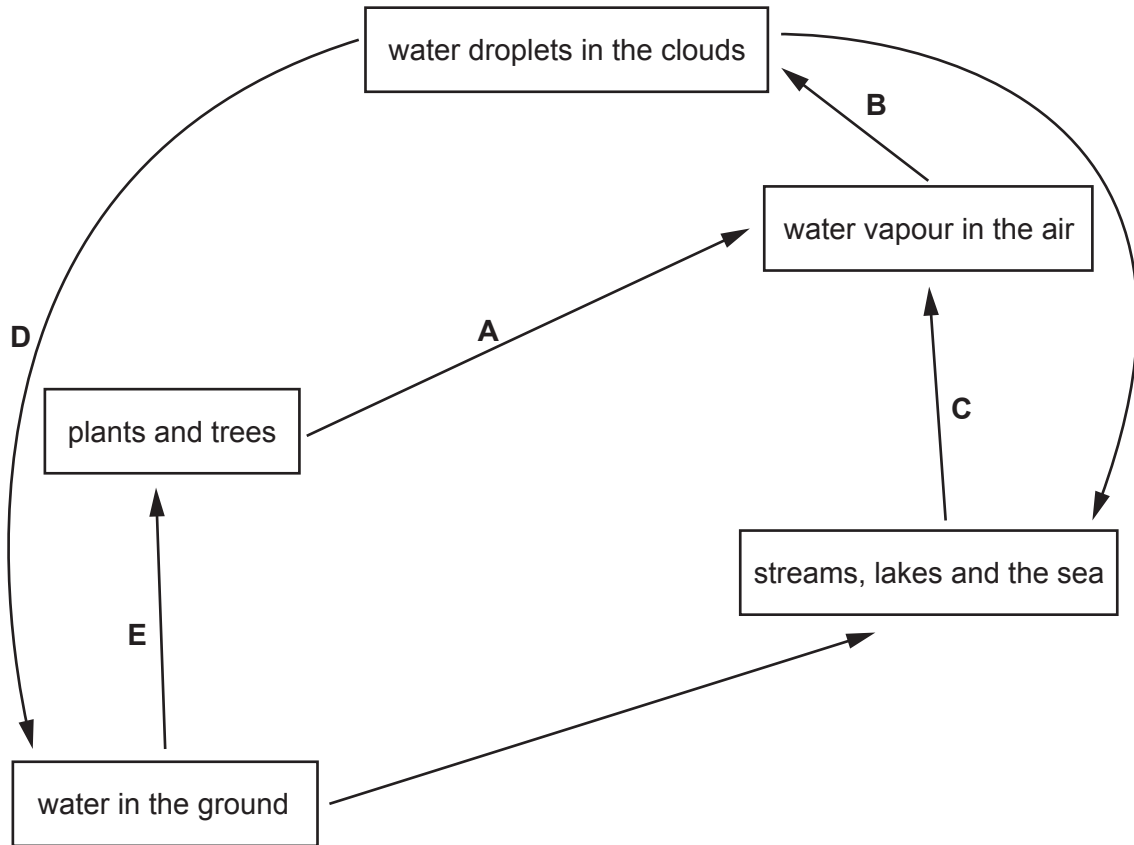 water droplets in the clouds
B
water vapour in the air
D
A
plants and trees
C
streams, lakes and the sea
E
water in the ground